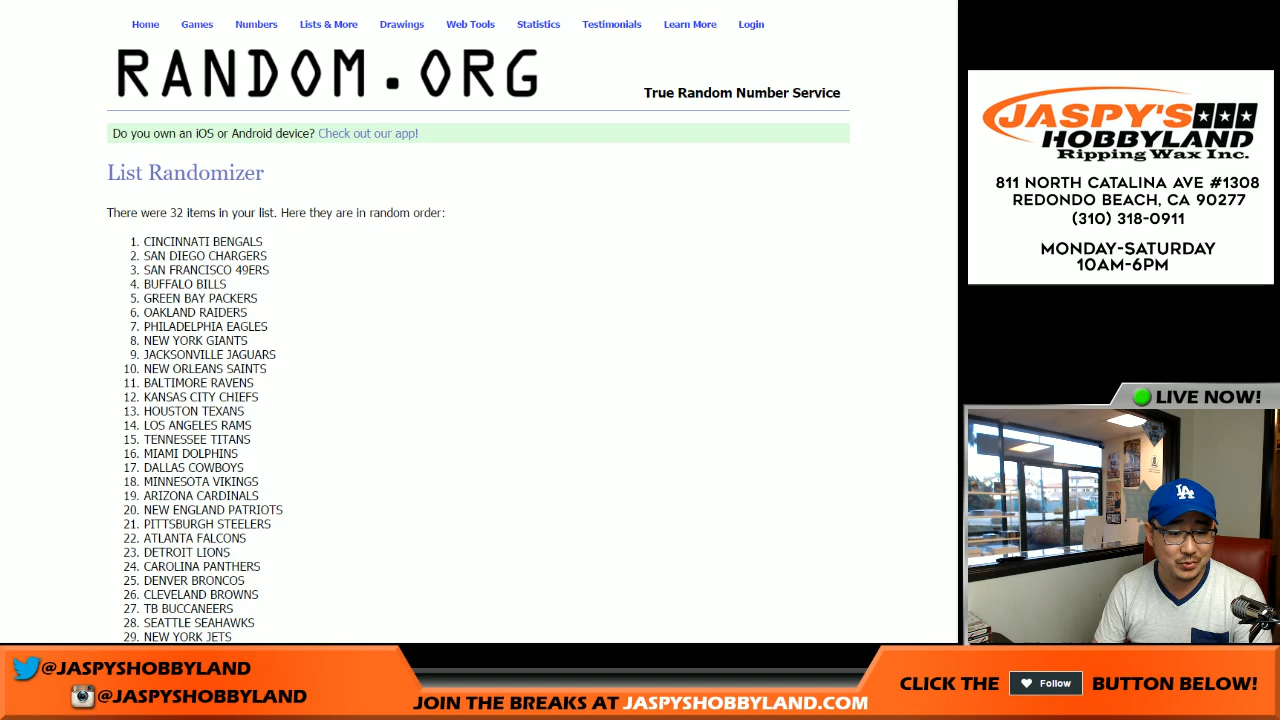 Home Games Numbers Lists & More Drawings Web Tools Statistics Testimonials Learn More Login
RANDOM.ORG
True Random Number Service
Do you own an iOS or Android device? Check out our app!
List Randomizer
There were 32 items in your list. Here they are in random order:
1. CINCINNATI BENGALS
2. SAN DIEGO CHARGERS
3. SAN FRANCISCO 49ERS
4. BUFFALO BILLS
5. GREEN BAY PACKERS
6. OAKLAND RAIDERS
7. PHILADELPHIA EAGLES
8. NEW YORK GIANTS
9. JACKSONVILLE JAGUARS
10. NEW ORLEANS SAINTS
11. BALTIMORE RAVENS
12. KANSAS CITY CHIEFS
13. HOUSTON TEXANS
14. LOS ANGELES RAMS
15. TENNESSEE TITANS
16. MIAMI DOLPHINS
17. DALLAS COWBOYS
18. MINNESOTA VIKINGS
19. ARIZONA CARDINALS
20. NEW ENGLAND PATRIOTS
21. PITTSBURGH STEELERS
22. ATLANTA FALCONS
23. DETROIT LIONS
24. CAROLINA PANTHERS
25. DENVER BRONCOS
26. CLEVELAND BROWNS
27. TB BUCCANEERS
28. SEATTLE SEAHAWKS
29. NEW YORK JETS
JASPY'S
HOBBYLAND
Ripping Wax Inc.
811 NORTH CATALINA AVE #1308
REDONDO BEACH, CA 90277
(310) 318-0911
MONDAY-SATURDAY
10AM-6PM
LIVE NOW!
LA
@JASPYSHOBBYLAND
@JASPYSHOBBYLAND
JOIN THE BREAKS AT JASPYSHOBBYLAND.COM
CLICK THE Follow BUTTON BELOW!